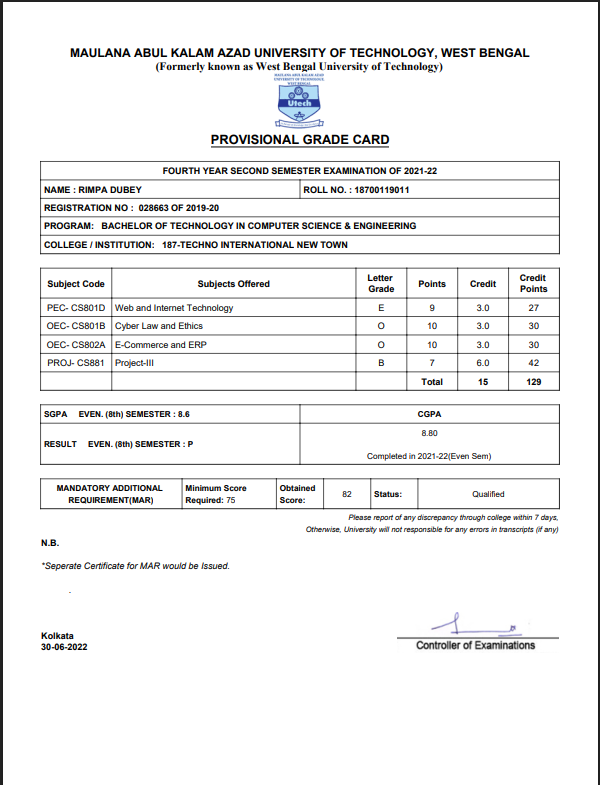 MAULANA ABUL KALAM AZAD UNIVERSITY OF TECHNOLOGY, WEST BENGAL
(Formerly known as West Bengal University of Technology)
MAULANA ABUL KALAM AZAD
UNIVERSITY OF TECHNOLOGY,
WEST BENGAL
Utech
PROVISIONAL GRADE CARD
FOURTH YEAR SECOND SEMESTER EXAMINATION OF 2021-22
NAME : RIMPA DUBEY ROLL NO. : 18700119011
REGISTRATION NO : 028663 OF 2019-20
PROGRAM: BACHELOR OF TECHNOLOGY IN COMPUTER SCIENCE & ENGINEERING
COLLEGE / INSTITUTION: 187-TECHNO INTERNATIONAL NEW TOWN
Subject Code Subjects Offered Letter Grade Points Credit Credit Points
PEC- CS801D Web and Internet Technology E 9 3.0 27
OEC- CS801B Cyber Law and Ethics O 10 3.0 30
OEC- CS802A E-Commerce and ERP O 10 3.0 30
PROJ- CS881 Project-III B 7 6.0 42
Total 15 129
SGPA EVEN. (8th) SEMESTER : 8.6 CGPA
RESULT EVEN. (8th) SEMESTER : P 8.80
Completed in 2021-22(Even Sem)
MANDATORY ADDITIONAL REQUIREMENT(MAR) Minimum Score Required: 75 Obtained Score: 82 Status: Qualified
Please report of any discrepancy through college within 7 days,
Otherwise, University will not responsible for any errors in transcripts (if any)
N.B.
*Seperate Certificate for MAR would be Issued.
.
Kolkata
30-06-2022
Controller of Examinations